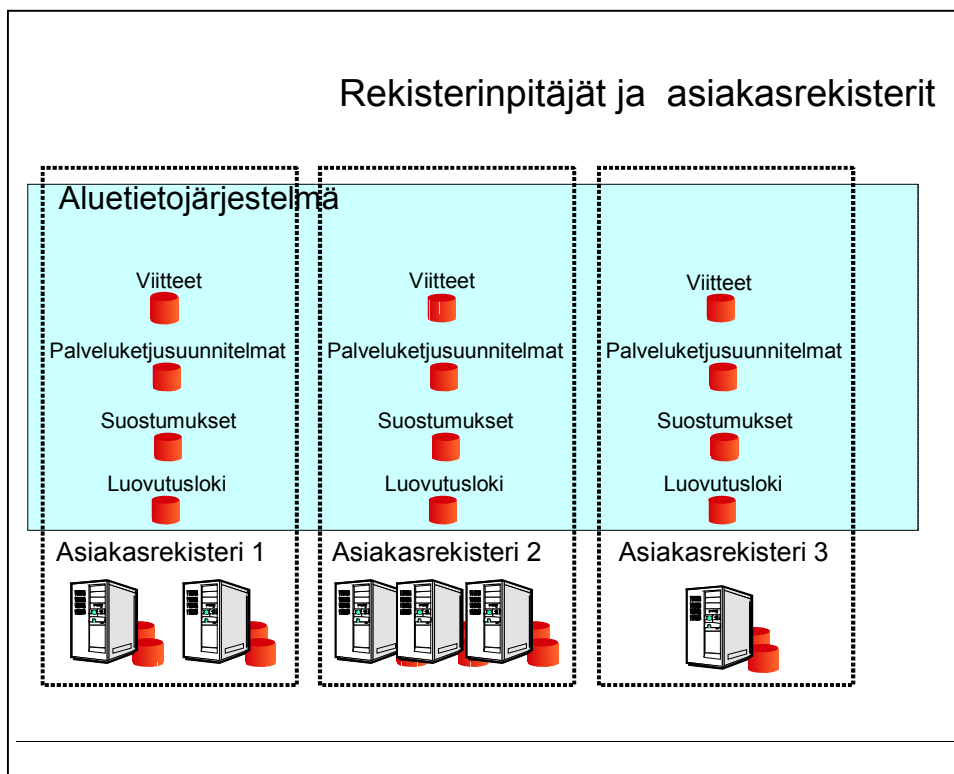 Rekisterinpitäjät ja asiakasrekisterit
Aluetietojärjestelmä
Viitteet
Viitteet
Viitteet
Palveluketjusuunnitelmat
Palveluketjusuunnitelmat
Palveluketjusuunnitelmat
Suostumukset
Suostumukset
Suostumukset
Luovutusloki
Luovutusloki
Luovutusloki
Asiakasrekisteri 1
Asiakasrekisteri 2
Asiakasrekisteri 3